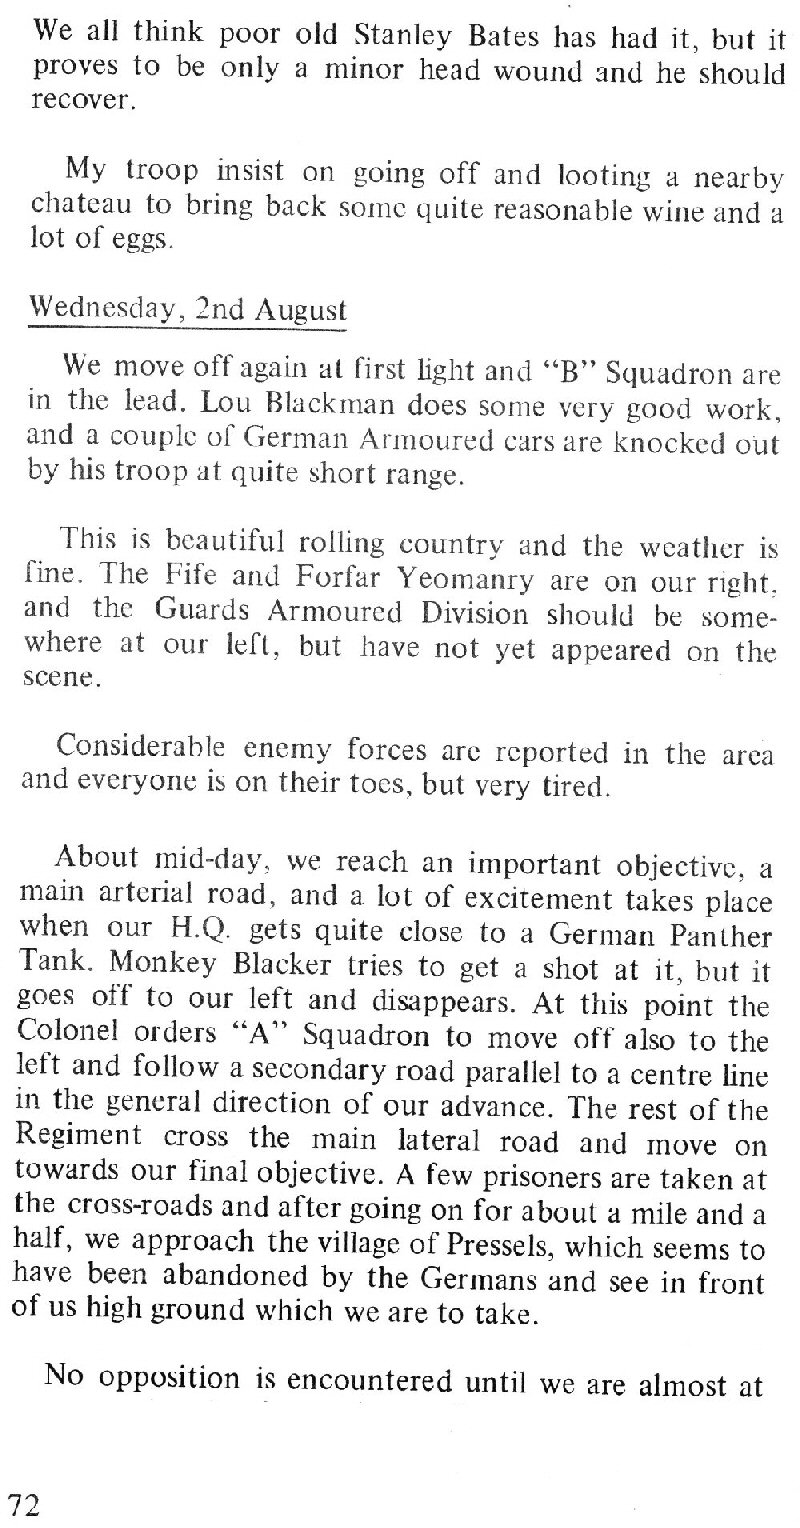 We all think poor old Stanley Bates has had it, but it
proves to be only a minor head wound and he should
recover.
My troop insist on going off and looting a nearby
chateau to bring back some quite reasonable wine and a
lot of eggs.
Wednesday, 2nd August
We move off again at first light and “B” Squadron are
in the lead. Lou Blackman does some very good work,
and a couple of German Armoured cars are knocked out
by his troop at quite short range.
This is beautiful rolling country and the weather is
fine. The Fife and Forfar Yeomanry are on our right,
and the Guards Armoured Division should be some-
where at our left, but have not yet appeared on the
scene.
Considerable enemy forces are reported in the area
and everyone is on their toes, but very tired.
About mid-day, we reach an important objective, a
main arterial road, and a lot of excitement takes place
when our H.Q. gets quite close to a German Panther
Tank. Monkey Blacker tries to get a shot at it, but it
goes off to our left and disappears. At this point the
Colonel orders “A” Squadron to move off also to the
left and follow a secondary road parallel to a centre line
in the general direction of our advance. The rest of the
Regiment cross the main lateral road and move on
towards our final objective. A few prisoners are taken at
the cross-roads and after going on for about a mile and a
half, we approach the village of Pressels, which seems to
have been abandoned by the Germans and see in front
of us high ground which we are to take.
No opposition is encountered until we are almost at
72